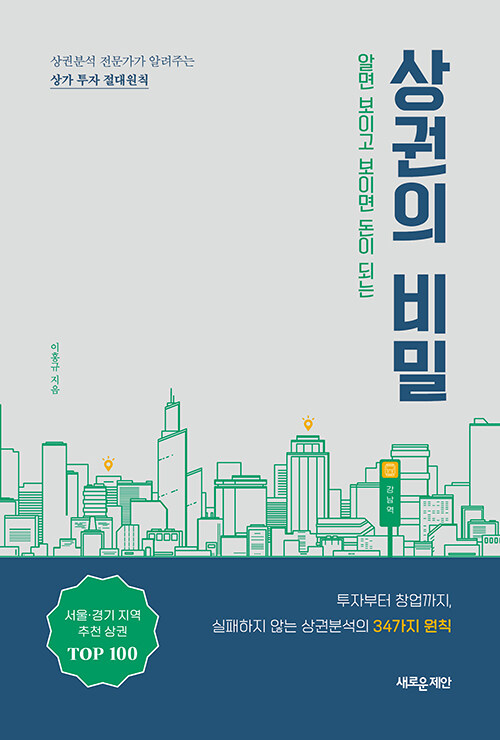 상권분석 전문가가 알려주는
상가 투자 절대원칙
상권의 비밀
알면 보이고 보이면 돈이 되는
이홍규 지음
강남역
서울·경기 지역
추천 상권
TOP 100
투자부터 창업까지,
실패하지 않는 상권분석의 34가지 원칙
새로운제안